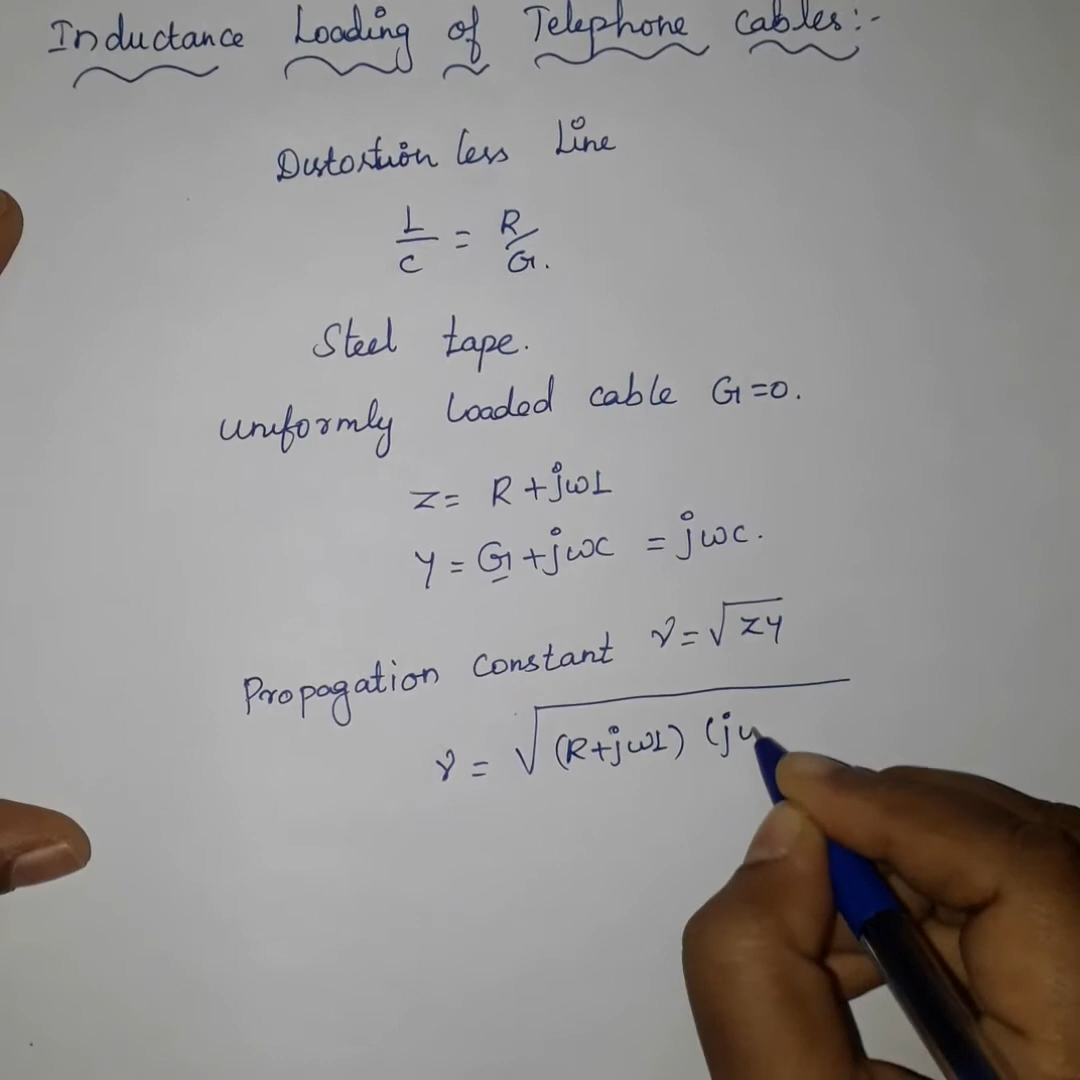 Inductance Loading of Telephone cables:-
Distortion less Line
L/C = R/G.
Steel tape.
uniformly Loaded cable G=0.
Z= R+jωL
Y=G+jωc =jωc.
Propagation constant γ=√ZY
γ = √(R+jωL) (jω